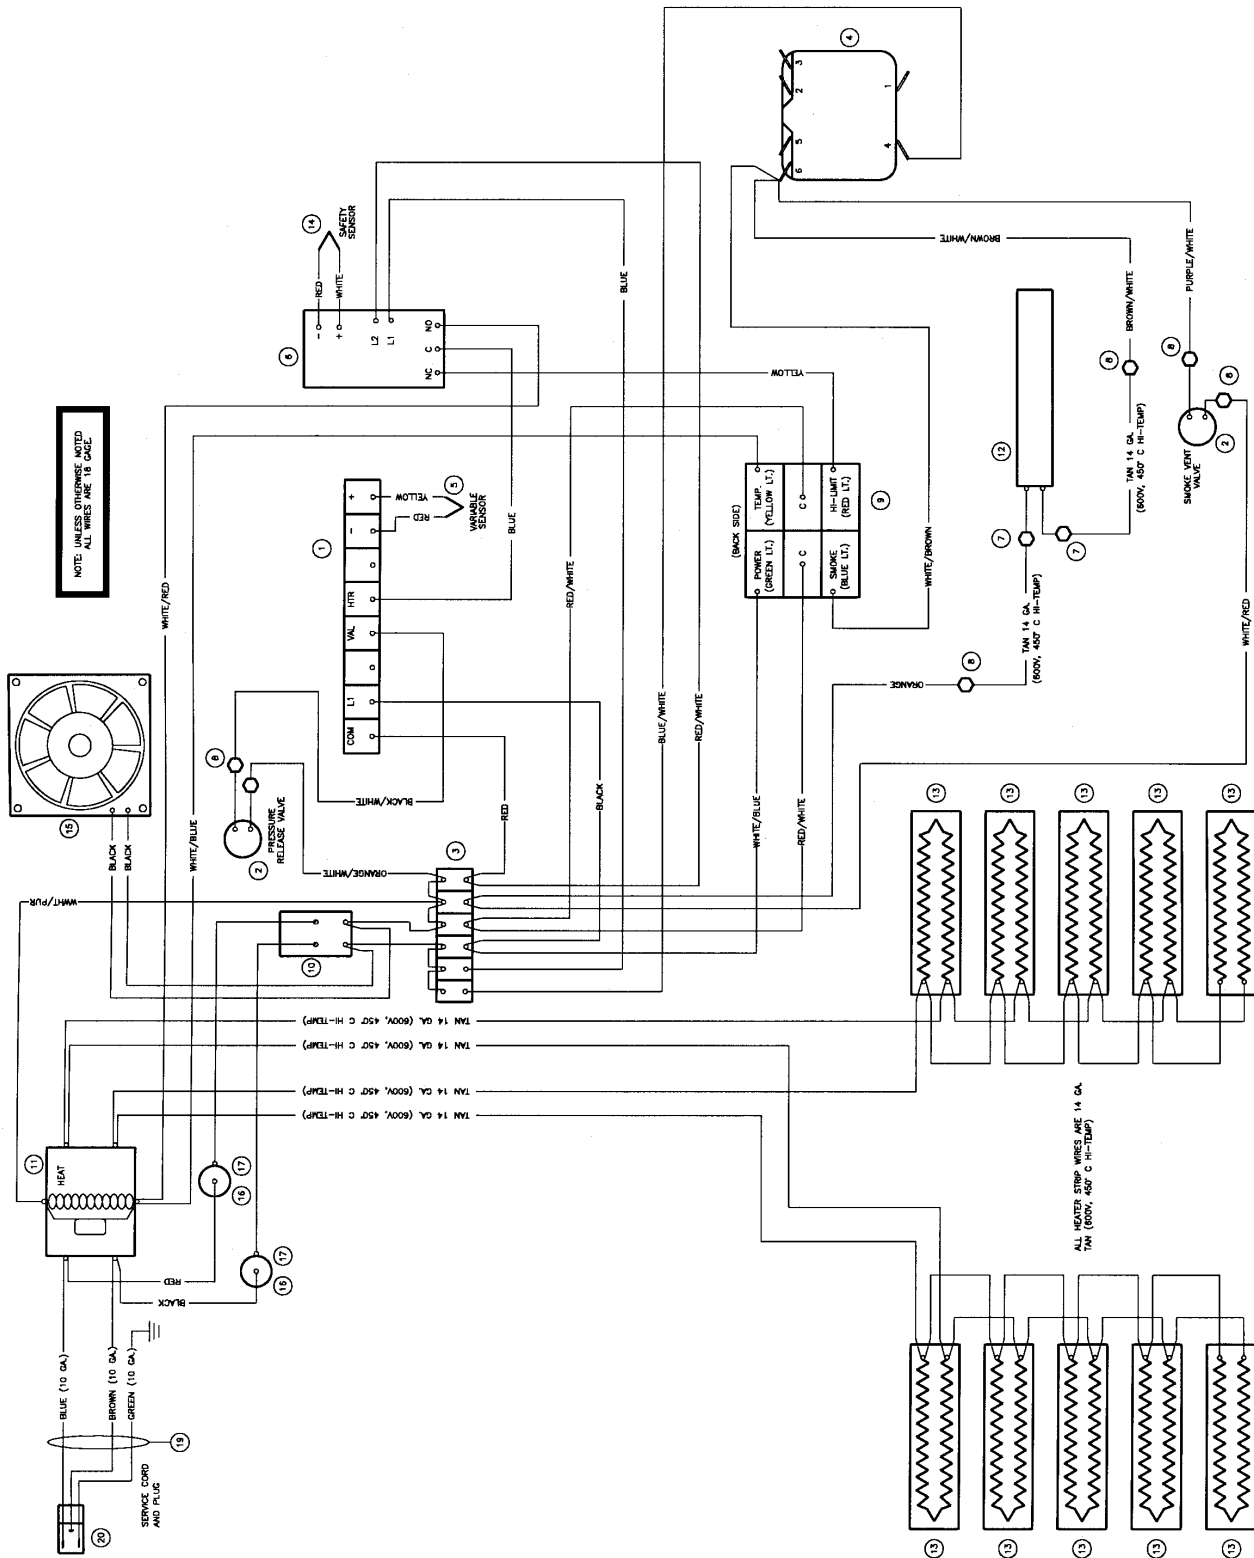 NOTE: UNLESS OTHERWISE NOTED
ALL WIRES ARE 18 GAGE.
4
3
2
5
6
1
4
14
SAFETY
SENSOR
RED
WHITE
-
+
L2
L1
NO
C
NC
6
BLUE
BROWN/WHITE
PURPLE/WHITE
BROWN/WHITE
8
8
8
2
SMOKE VENT
VALVE
12
7
7
TAN 14 GA.
(600V, 450° C HI-TEMP)
TAN 14 GA.
(600V, 450° C HI-TEMP)
WHITE/RED
ORANGE
8
YELLOW
9
(BACK SIDE)
TEMP.
(YELLOW LT.)
C
HI-LIMIT
(RED LT.)
POWER
(GREEN LT.)
C
SMOKE
(BLUE LT.)
WHITE/BROWN
WHITE/RED
1
+
-
HTR
VAL
L1
COM
YELLOW
RED
5
VARIABLE
SENSOR
BLUE
RED/WHITE
BLUE/WHITE
RED/WHITE
BLACK/WHITE
RED
BLACK
WHITE/BLUE
RED/WHITE
15
BLACK
BLACK
WHITE/BLUE
8
2
PRESSURE
RELEASE VALVE
ORANGE/WHITE
WWHT/PUR
3
10
TAN 14 GA. (600V, 450° C HI-TEMP)
TAN 14 GA. (600V, 450° C HI-TEMP)
TAN 14 GA. (600V, 450° C HI-TEMP)
TAN 14 GA. (600V, 450° C HI-TEMP)
11
HEAT
17
16
17
15
RED
BLACK
BLUE (10 GA.)
BROWN (10 GA.)
GREEN (10 GA.)
19
SERVICE CORD
AND PLUG
20
13
13
13
13
13
ALL HEATER STRIP WIRES ARE 14 GA.
TAN (600V, 450° C HI-TEMP)
13
13
13
13
13